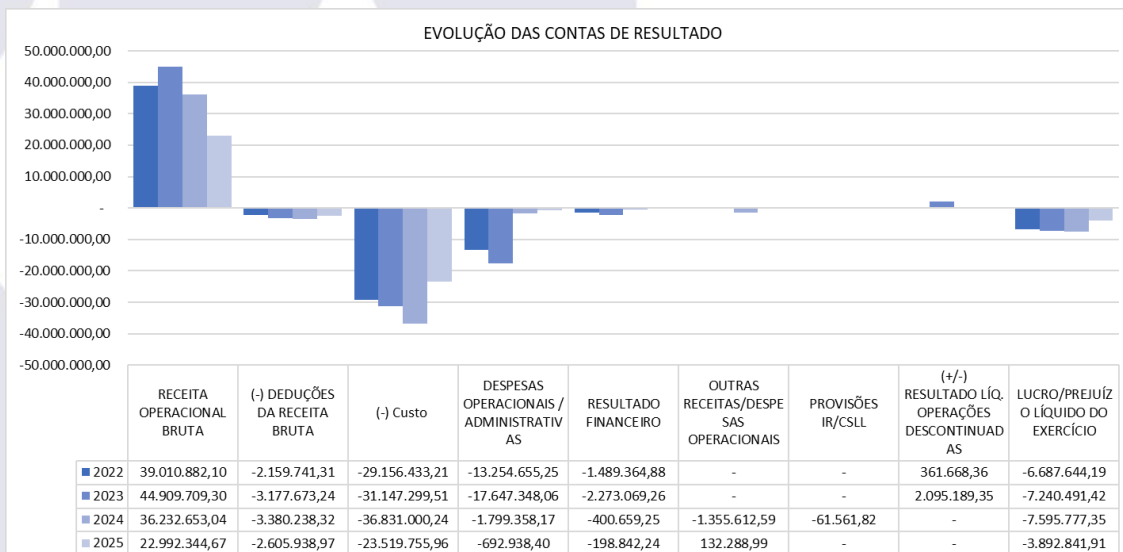 EVOLUÇÃO DAS CONTAS DE RESULTADO
50.000.000,00
40.000.000,00
30.000.000,00
20.000.000,00
10.000.000,00
-
-10.000.000,00
-20.000.000,00
-30.000.000,00
-40.000.000,00
-50.000.000,00
RECEITA
OPERACIONAL
BRUTA
(-) DEDUÇÕES
DA RECEITA
BRUTA
(-) Custo
DESPESAS
OPERACIONAIS /
ADMINISTRATIV
AS
RESULTADO
FINANCEIRO
OUTRAS
RECEITAS/DESPE
SAS
OPERACIONAIS
PROVISÕES
IR/CSLL
(+/-)
RESULTADO LÍQ.
OPERAÇÕES
DESCONTINUAD
AS
LUCRO/PREJUÍZ
O LÍQUIDO DO
EXERCÍCIO
2022 39.010.882,10 -2.159.741,31 -29.156.433,21 -13.254.655,25 -1.489.364,88 - - 361.668,36 -6.687.644,19
2023 44.909.709,30 -3.177.673,24 -31.147.299,51 -17.647.348,06 -2.273.069,26 - - 2.095.189,35 -7.240.491,42
2024 36.232.653,04 -3.380.238,32 -36.831.000,24 -1.799.358,17 -400.659,25 -1.355.612,59 -61.561,82 - -7.595.777,35
2025 22.992.344,67 -2.605.938,97 -23.519.755,96 -692.938,40 -198.842,24 132.288,99 - - -3.892.841,91